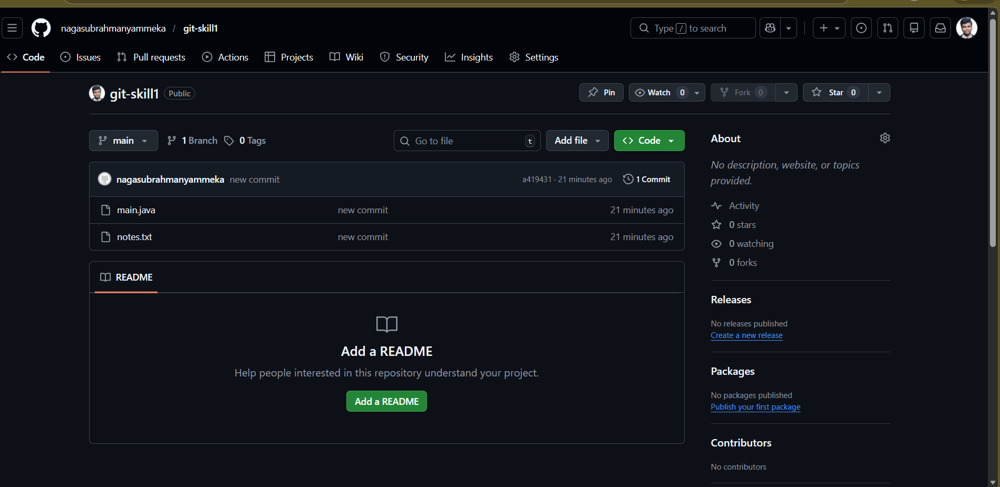 nagasubrahmanyammeka / git-skill1
Type / to search
Code Issues Pull requests Actions Projects Wiki Security Insights Settings
git-skill1 Public
Pin Watch 0 Fork 0 Star 0
main 1 Branch 0 Tags
Go to file t Add file Code
nagasubrahmanyammeka new commit a419431 · 21 minutes ago 1 Commit
main.java new commit 21 minutes ago
notes.txt new commit 21 minutes ago
README
Add a README
Help people interested in this repository understand your project.
Add a README
About
No description, website, or topics
provided.
Activity
0 stars
0 watching
0 forks
Releases
No releases published
Create a new release
Packages
No packages published
Publish your first package
Contributors
No contributors